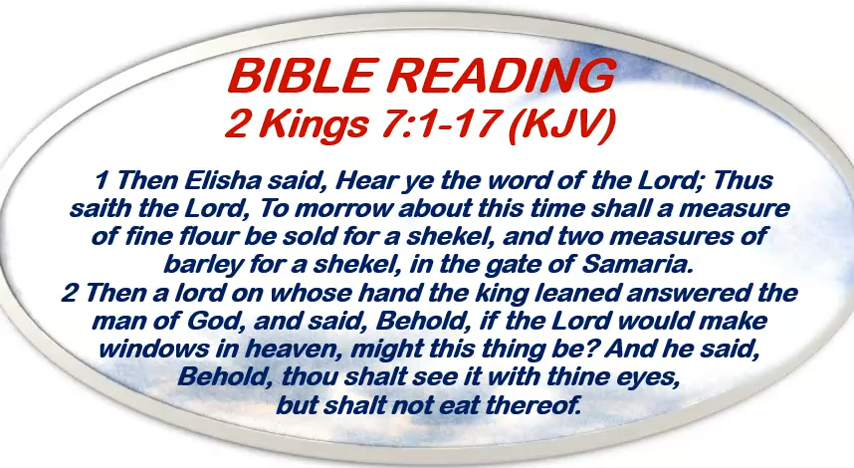 BIBLE READING
2 Kings 7:1-17 (KJV)
1 Then Elisha said, Hear ye the word of the Lord; Thus
saith the Lord, To morrow about this time shall a measure
of fine flour be sold for a shekel, and two measures of
barley for a shekel, in the gate of Samaria.
2 Then a lord on whose hand the king leaned answered the
man of God, and said, Behold, if the Lord would make
windows in heaven, might this thing be? And he said,
Behold, thou shalt see it with thine eyes,
but shalt not eat thereof.